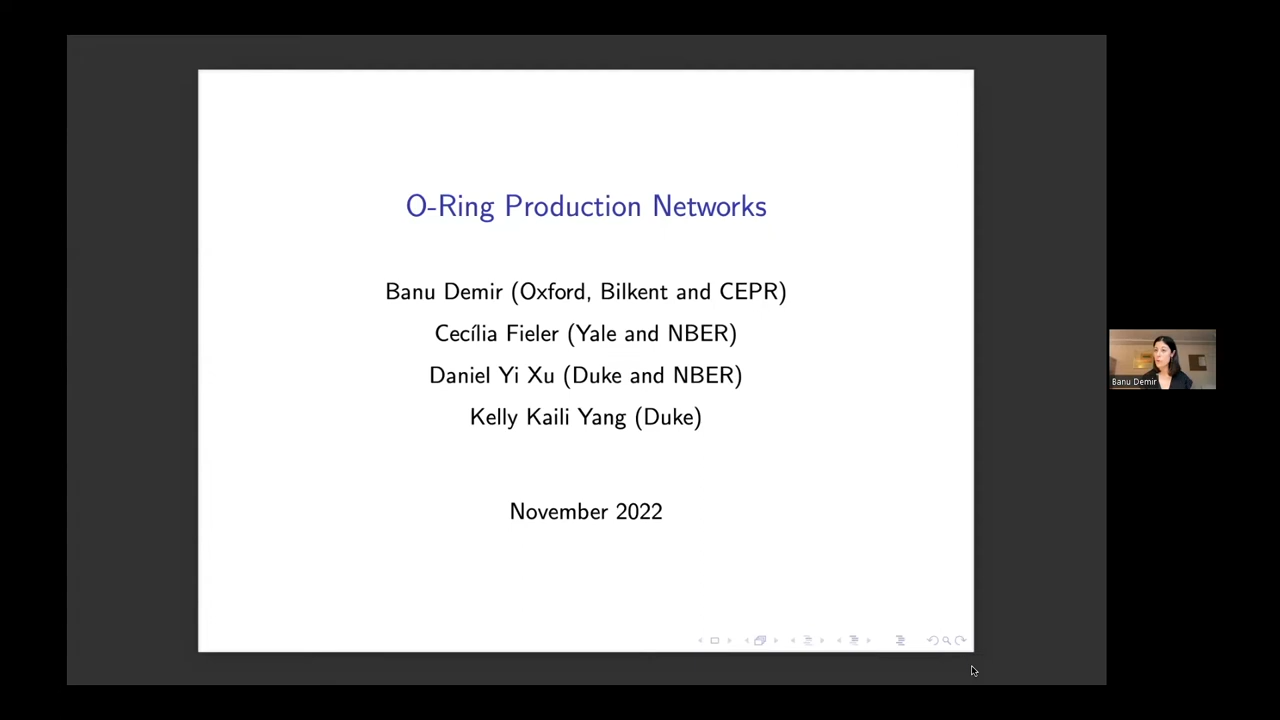 O-Ring Production Networks
Banu Demir (Oxford, Bilkent and CEPR)
Cecília Fieler (Yale and NBER)
Daniel Yi Xu (Duke and NBER)
Kelly Kaili Yang (Duke)
November 2022
Banu Demir